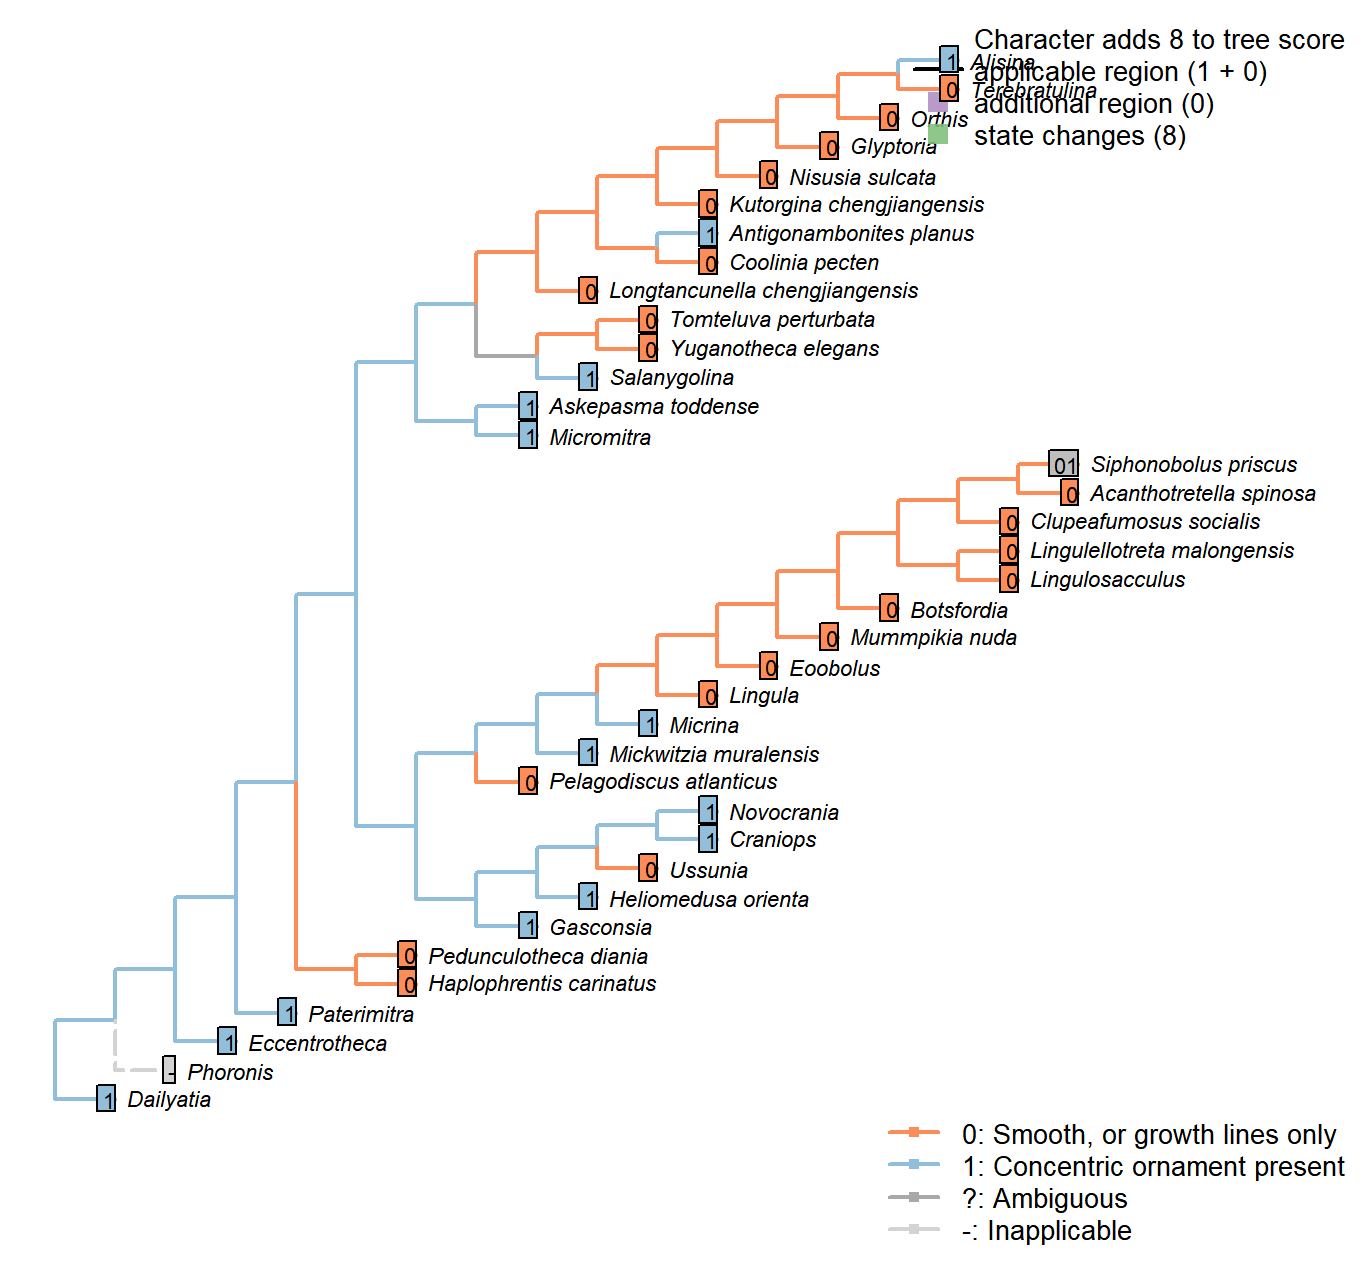 Character adds 8 to tree score
1 Alisina
applicable region (1 + 0)
0 Terebratulina
additional region (0)
0 Orthis
state changes (8)
0 Glyptoria
0 Nisusia sulcata
0 Kutorgina chengjiangensis
1 Antigonambonites planus
0 Coolinia pecten
0 Longtancunella chengjiangensis
0 Tomteluva perturbata
0 Yuganotheca elegans
1 Salanygolina
1 Askepasma toddense
1 Micromitra
01 Siphonobolus priscus
0 Acanthotretella spinosa
0 Clupeafumosus socialis
0 Lingulellotreta malongensis
0 Lingulosacculus
0 Botsfordia
0 Mummpikia nuda
0 Eoobolus
0 Lingula
1 Micrina
1 Mickwitzia muralensis
0 Pelagodiscus atlanticus
1 Novocrania
1 Craniops
0 Ussunia
1 Heliomedusa orienta
1 Gasconsia
0 Pedunculotheca diania
0 Haplophrentis carinatus
1 Paterimitra
1 Eccentrotheca
- Phoronis
1 Dailyatia
0: Smooth, or growth lines only
1: Concentric ornament present
?: Ambiguous
-: Inapplicable